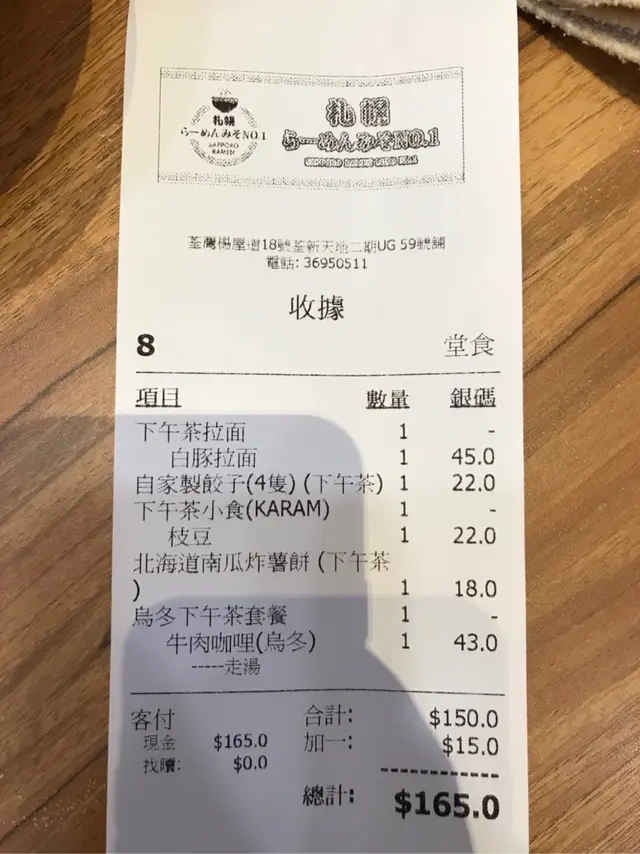 札幌
らーめんみそNO.1
SAPPORO
RAMEN
札幌
らーめんみそNO.1
荃灣楊屋道18號荃新天地二期UG 59號舖
電話: 36950511
收據
8 堂食
項目 數量 銀碼
下午茶拉面 1 -
白豚拉面 1 45.0
自家製餃子(4隻) (下午茶) 1 22.0
下午茶小食(KARAM) 1 -
枝豆 1 22.0
北海道南瓜炸薯餅 (下午茶
) 1 18.0
烏冬下午茶套餐 1 -
牛肉咖哩(烏冬) 1 43.0
-----走湯
客付 合計: $150.0
現金 $165.0 加一: $15.0
找贖: $0.0
總計: $165.0